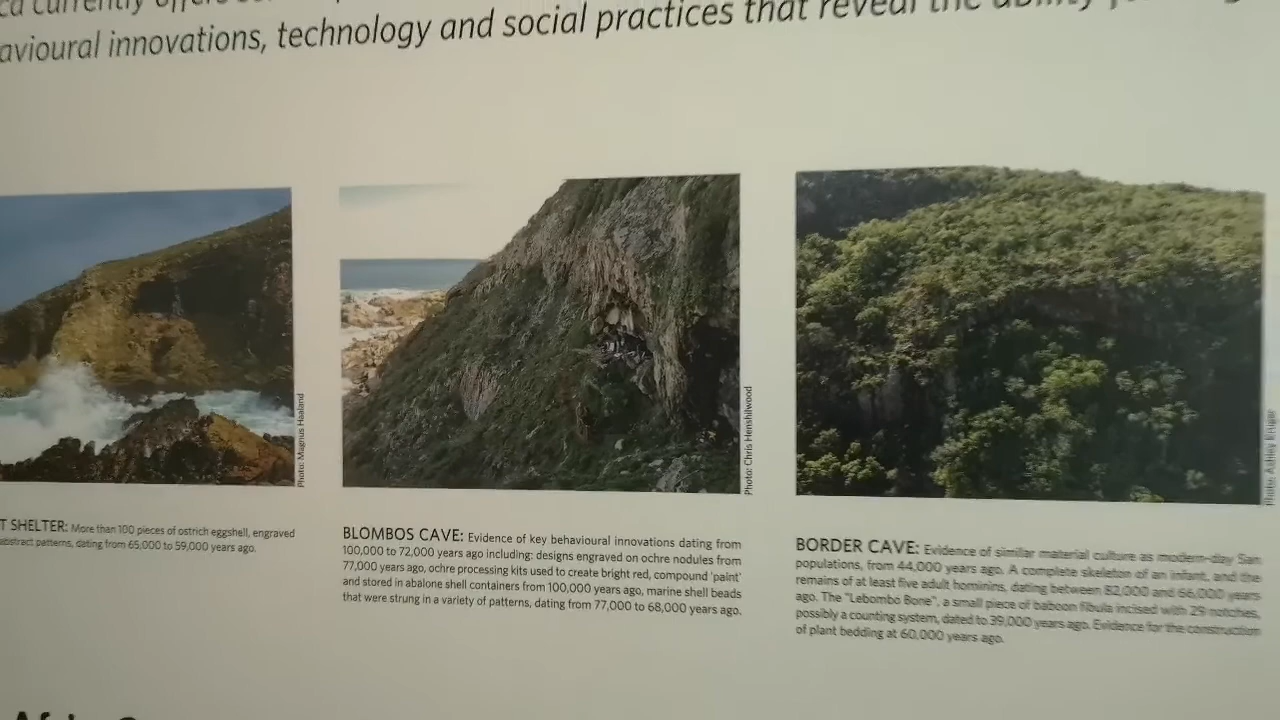 currently
avioural innovations, technology and social practices that reveal the ability
Photo: Magnus Haaland
Photo: Chris Henshilwood
Photo: Ashley Kruger
T SHELTER: More than 100 pieces of ostrich eggshell, engraved
abstract patterns, dating from 65,000 to 59,000 years ago.
BLOMBOS CAVE: Evidence of key behavioural innovations dating from
100,000 to 72,000 years ago including: designs engraved on ochre nodules from
77,000 years ago, ochre processing kits used to create bright red, compound 'paint'
and stored in abalone shell containers from 100,000 years ago, marine shell beads
that were strung in a variety of patterns, dating from 77,000 to 68,000 years ago.
BORDER CAVE: Evidence of similar material culture as modern-day San
populations, from 44,000 years ago. A complete skeleton of an infant, and the
remains of at least five adult hominins, dating between 82,000 and 66,000 years
ago. The "Lebombo Bone", a small piece of baboon fibula incised with 29 notches,
possibly a counting system, dated to 39,000 years ago. Evidence for the construction
of plant bedding at 60,000 years ago.